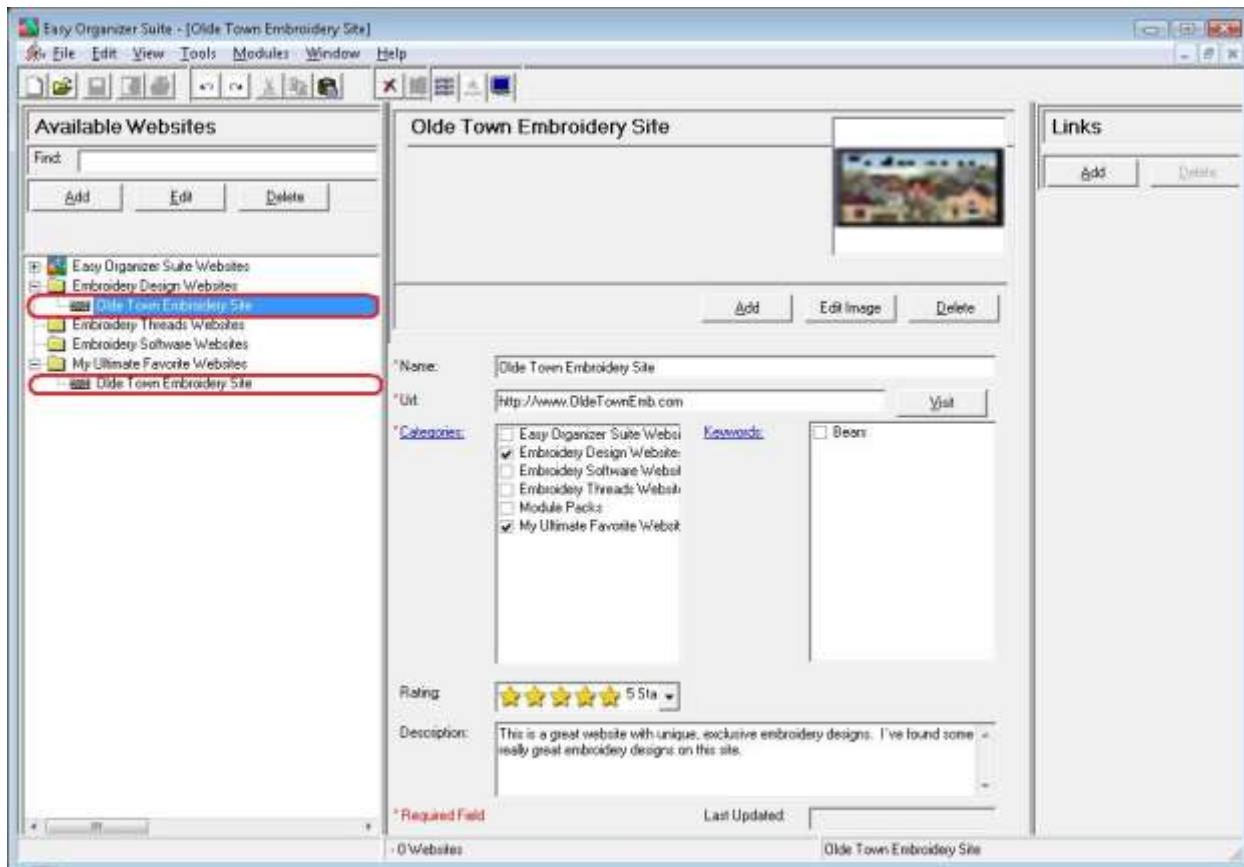 Easy Organizer Suite - [Olde Town Embroidery Site]
File Edit View Tools Modules Window Help
Available Websites
Find:
Add Edit Delete
Easy Organizer Suite Websites
Embroidery Design Websites
Olde Town Embroidery Site
Embroidery Threads Websites
Embroidery Software Websites
My Ultimate Favorite Websites
Olde Town Embroidery Site
Olde Town Embroidery Site
Add Edit Image Delete
*Name: Olde Town Embroidery Site
*Url: http://www.OldeTownEmb.com Visit
*Categories:
Easy Organizer Suite Websi
Embroidery Design Website
Embroidery Software Websit
Embroidery Threads Website
Module Packs
My Ultimate Favorite Websit
Keywords:
Bears
Rating: 5 Sta
Description: This is a great website with unique, exclusive embroidery designs. I've found some
really great embroidery designs on this site.
*Required Field Last Updated:
Links
Add Delete
- 0 Websites Olde Town Embroidery Site